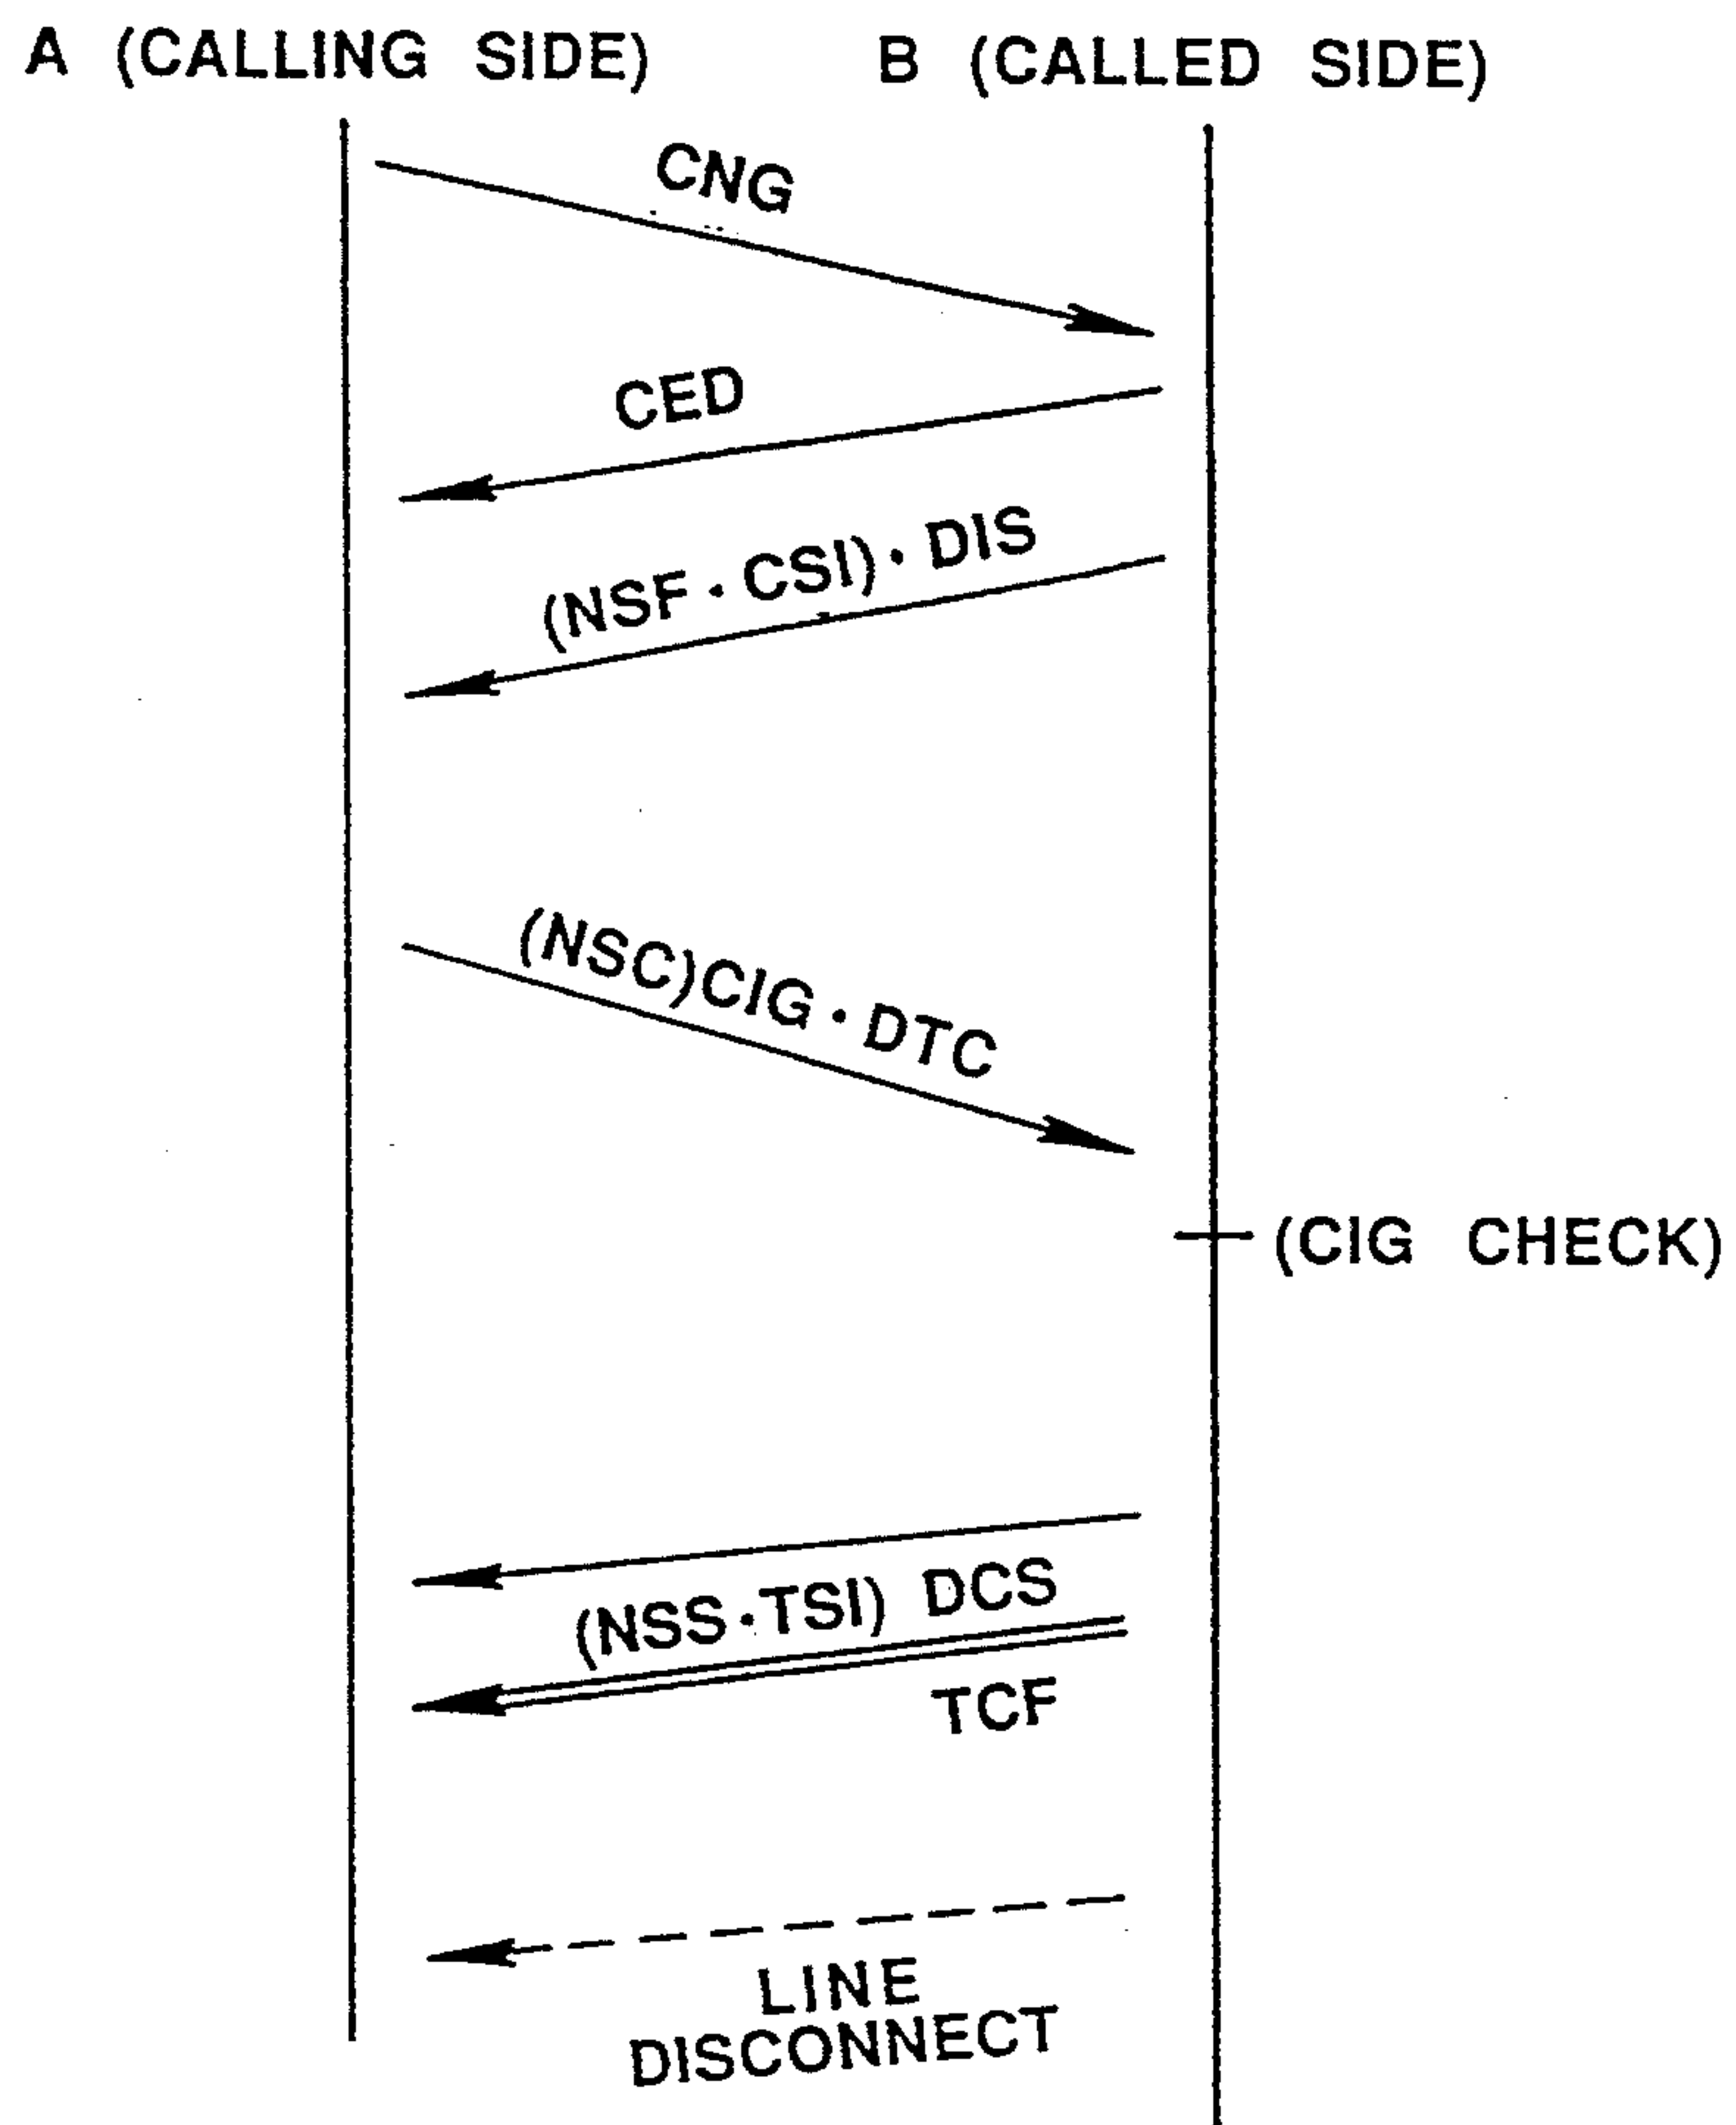 A (CALLING SIDE)
B (CALLED SIDE)
CNG
CED
(NSF · CSI) · DIS
(NSC)CIG · DTC
(CIG CHECK)
(NSS·TSI) DCS
TCF
LINE
DISCONNECT